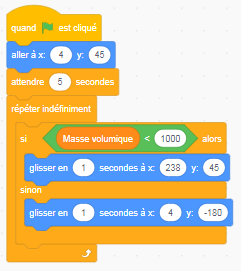 quand est cliqué
aller à x: 4 y: 45
attendre 5 secondes
répéter indéfiniment
si Masse volumique < 1000 alors
glisser en 1 secondes à x: 238 y: 45
sinon
glisser en 1 secondes à x: 4 y: -180